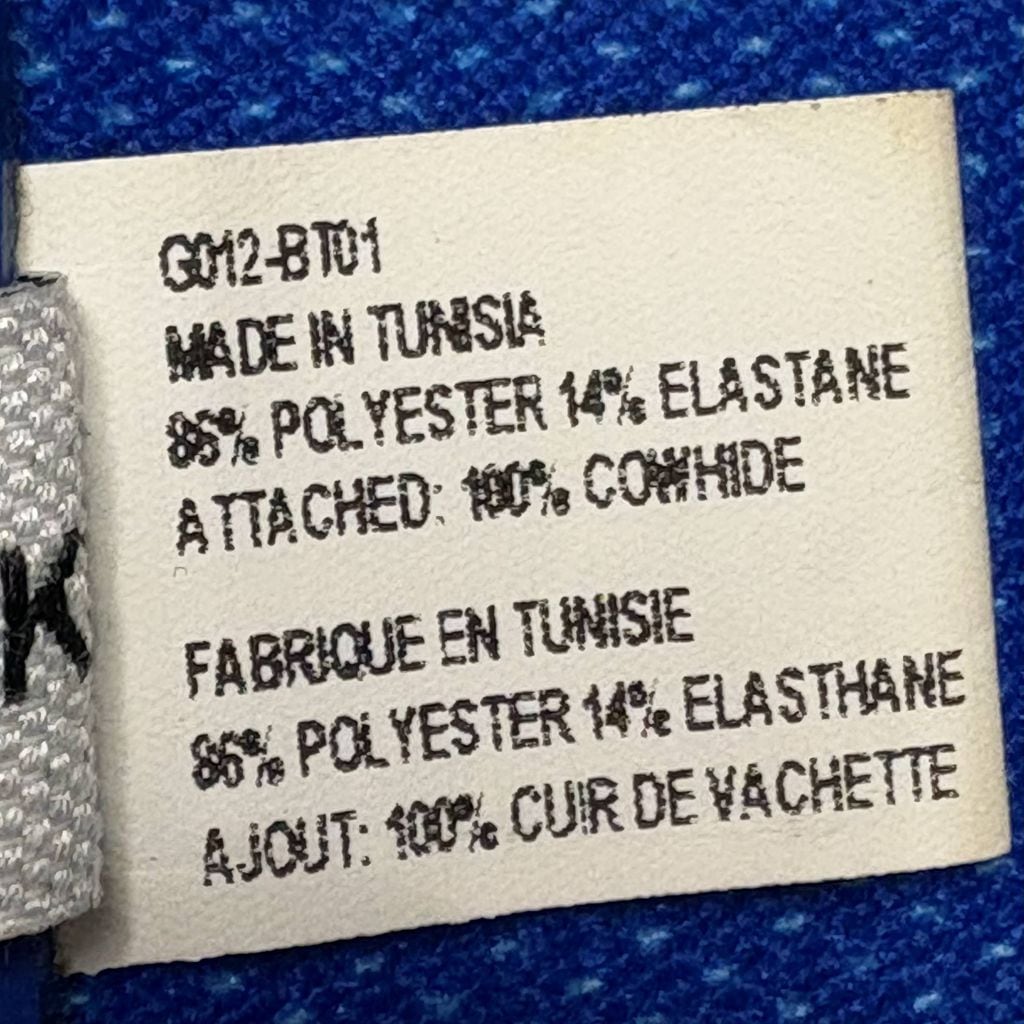 K
G012-BT01
MADE IN TUNISIA
86% POLYESTER 14% ELASTANE
ATTACHED: 100% COWHIDE
FABRIQUE EN TUNISIE
86% POLYESTER 14% ELASTHANE
AJOUT: 100% CUIR DE VACHETTE